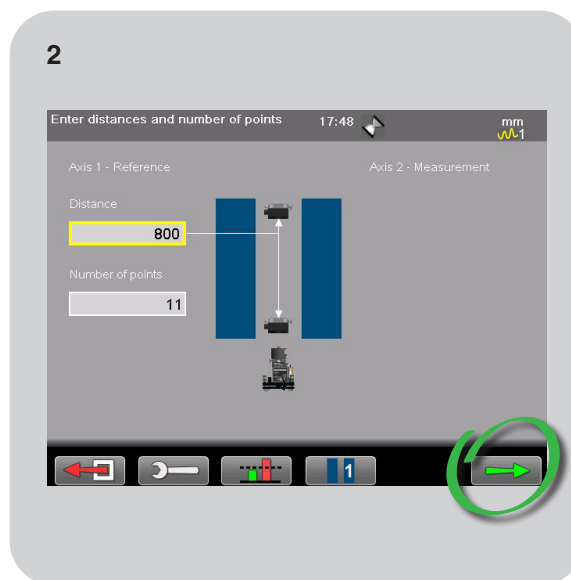 2
Enter distances and number of points 17:48 mm
1
Axis 1 - Reference Axis 2 - Measurement
Distance
800
Number of points
11
1